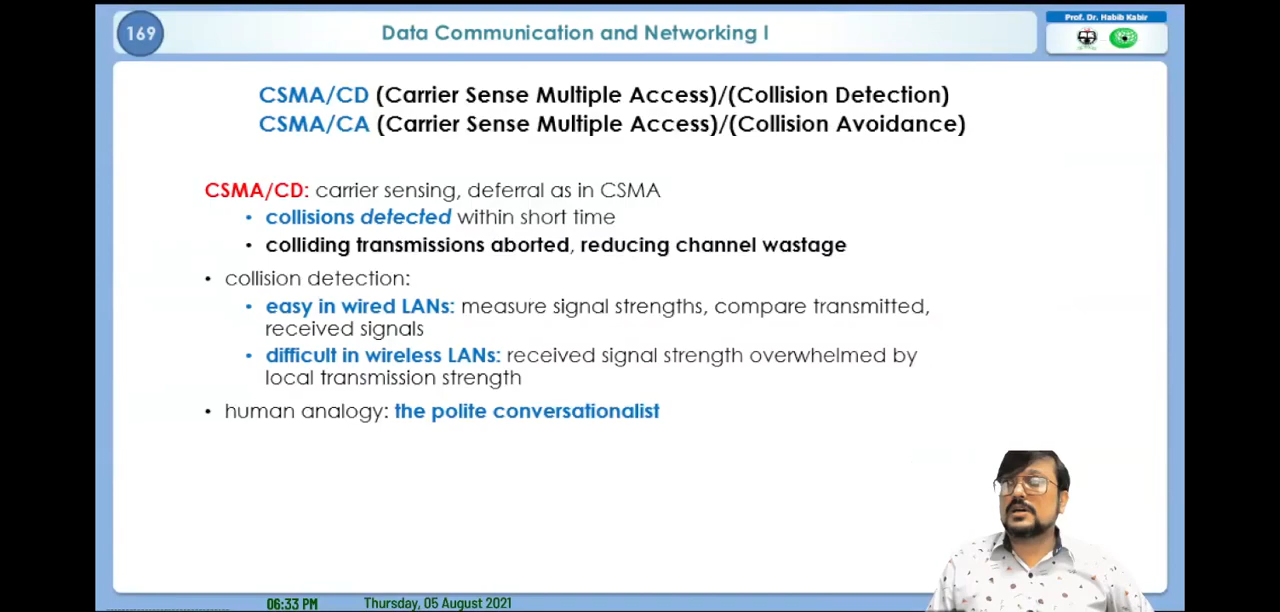 169
Data Communication and Networking I
Prof. Dr. Habib Kabir
CSMA/CD (Carrier Sense Multiple Access)/(Collision Detection)
CSMA/CA (Carrier Sense Multiple Access)/(Collision Avoidance)
CSMA/CD: carrier sensing, deferral as in CSMA
• collisions detected within short time
• colliding transmissions aborted, reducing channel wastage
• collision detection:
• easy in wired LANs: measure signal strengths, compare transmitted,
received signals
• difficult in wireless LANs: received signal strength overwhelmed by
local transmission strength
• human analogy: the polite conversationalist
06:33 PM Thursday, 05 August 2021